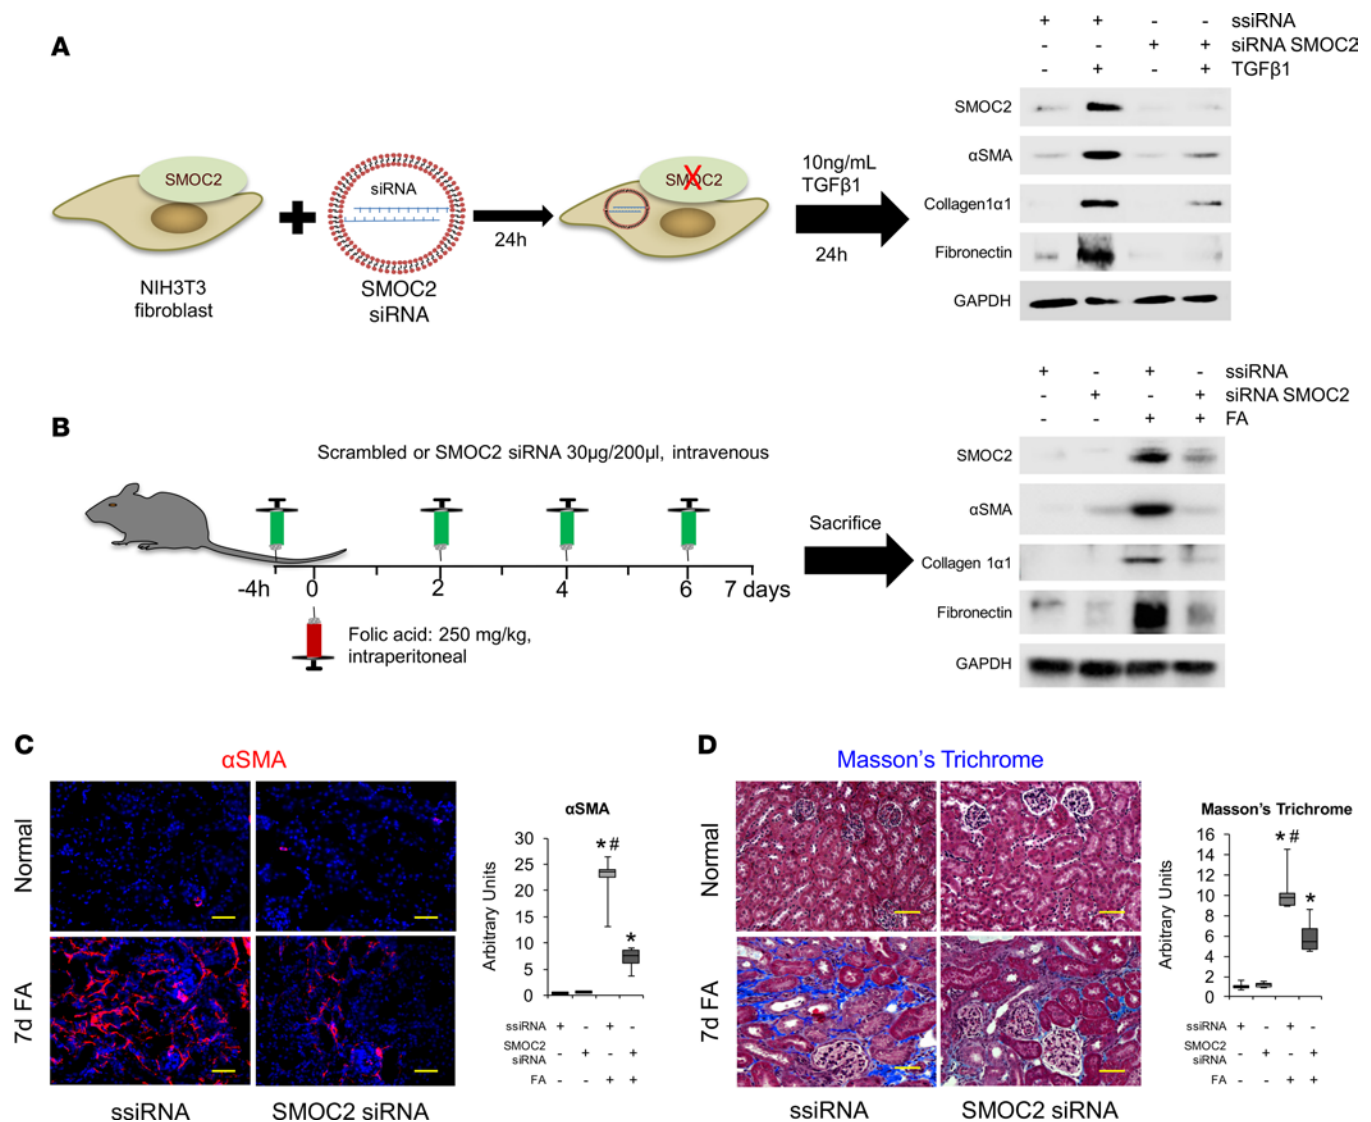 A
SMOC2
NIH3T3
fibroblast
siRNA
SMOC2
siRNA
24h
SMOC2
10ng/mL
TGFβ1
24h
+ + - - ssiRNA
- - + + siRNA SMOC2
- + - + TGFβ1
SMOC2
αSMA
Collagen1α1
Fibronectin
GAPDH
B
Scrambled or SMOC2 siRNA 30µg/200µl, intravenous
-4h 0 2 4 6 7 days
Folic acid: 250 mg/kg,
intraperitoneal
Sacrifice
+ - + - ssiRNA
- + - + siRNA SMOC2
- - + + FA
SMOC2
αSMA
Collagen 1α1
Fibronectin
GAPDH
C
αSMA
Normal
7d FA
ssiRNA SMOC2 siRNA
αSMA
Arbitrary Units
30
25
20
15
10
5
0
* #
*
ssiRNA + - + -
SMOC2
siRNA - + - +
FA - - + +
D
Masson's Trichrome
Normal
7d FA
ssiRNA SMOC2 siRNA
Masson's Trichrome
Arbitrary Units
16
14
12
10
8
6
4
2
0
* #
*
ssiRNA + - + -
SMOC2
siRNA - + - +
FA - - + +